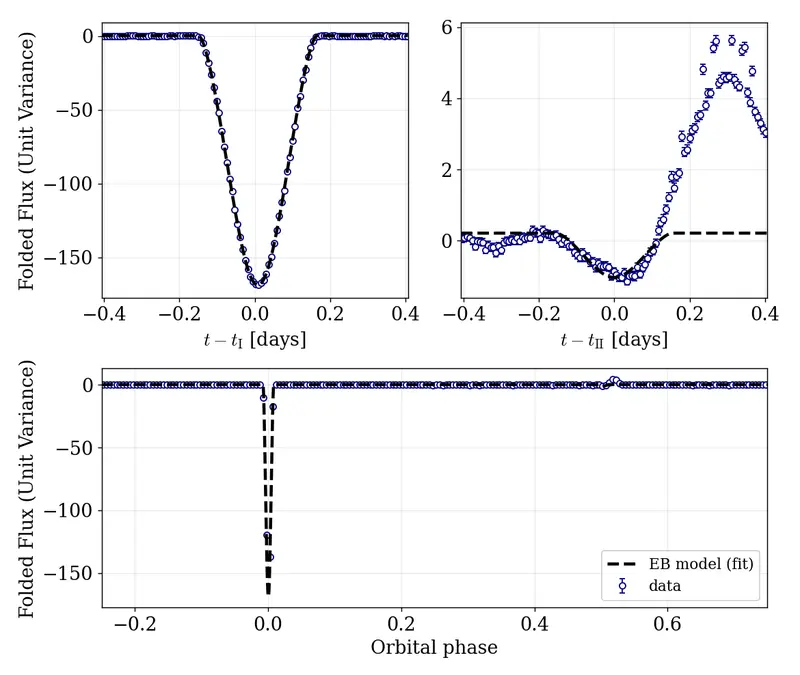 Folded Flux (Unit Variance)
0
−50
−100
−150
−0.4 −0.2 0.0 0.2 0.4
t − t_I [days]
6
4
2
0
−0.4 −0.2 0.0 0.2 0.4
t − t_II [days]
Folded Flux (Unit Variance)
0
−50
−100
−150
−0.2 0.0 0.2 0.4 0.6
Orbital phase
EB model (fit)
data